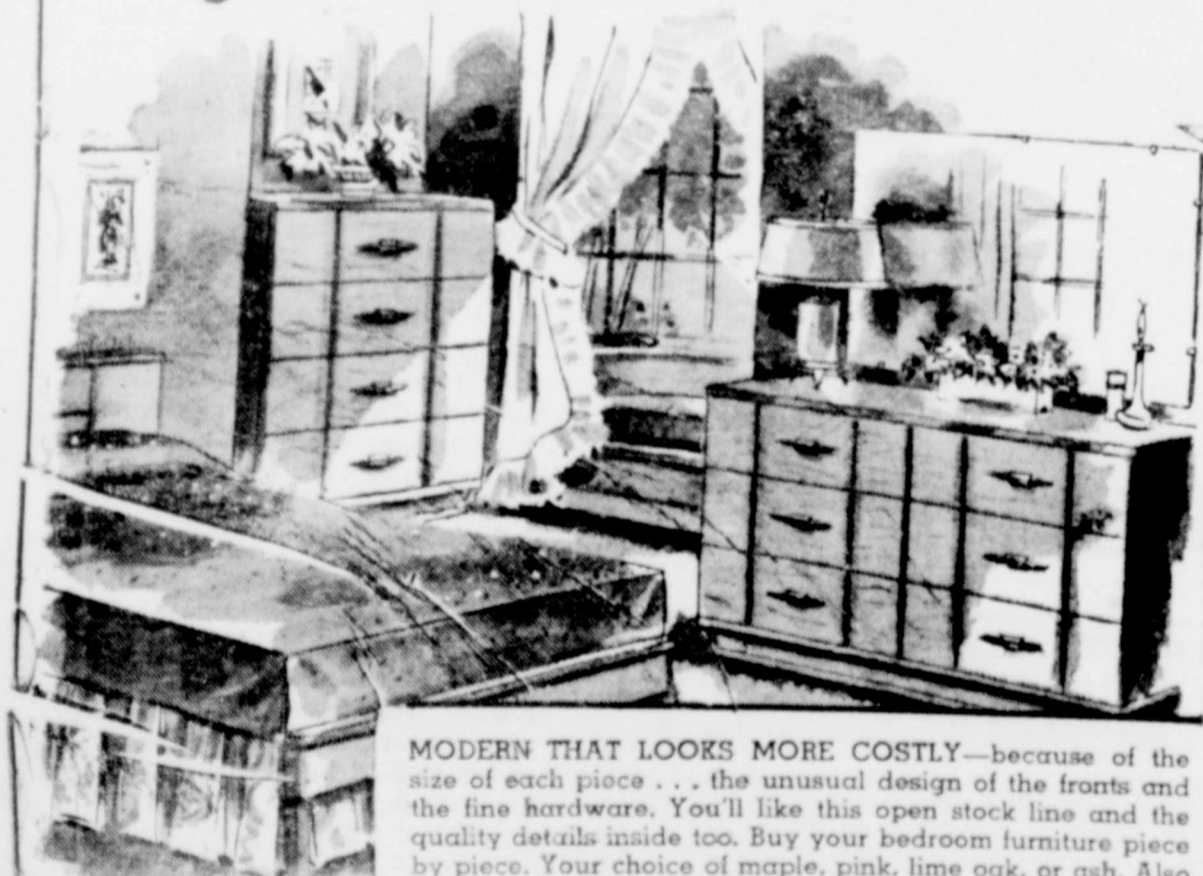 MODERN THAT LOOKS MORE COSTLY—because of the
size of each piece . . . the unusual design of the fronts and
the fine hardware. You'll like this open stock line and the
quality details inside too. Buy your bedroom furniture piece
by piece. Your choice of maple, pink, lime oak, or ash. Also